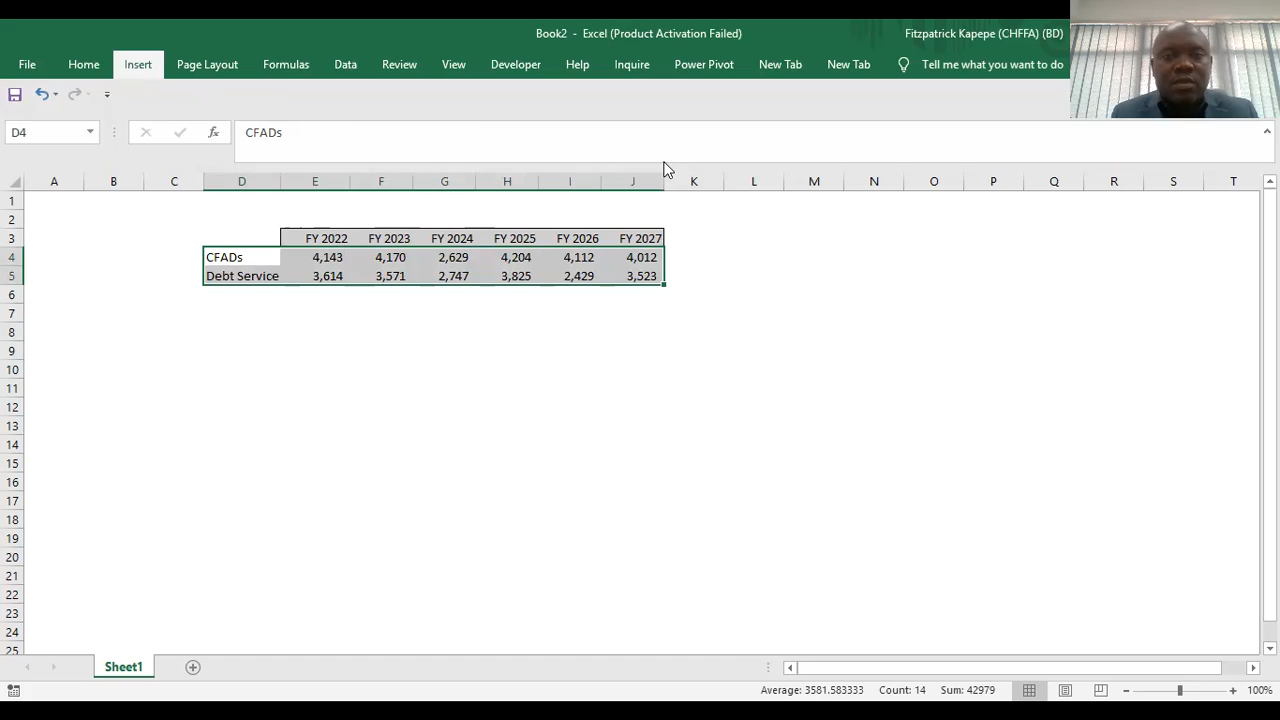 Book2 - Excel (Product Activation Failed)
Fitzpatrick Kapepe (CHFFA) (BD)
File Home Insert Page Layout Formulas Data Review View Developer Help Inquire Power Pivot New Tab New Tab Tell me what you want to do
D4 fx CFADs
A B C D E F G H I J K L M N O P Q R S T
1
2
3 FY 2022 FY 2023 FY 2024 FY 2025 FY 2026 FY 2027
4 CFADs 4,143 4,170 2,629 4,204 4,112 4,012
5 Debt Service 3,614 3,571 2,747 3,825 2,429 3,523
6
7
8
9
10
11
12
13
14
15
16
17
18
19
20
21
22
23
24
25
Sheet1
Average: 3581.583333 Count: 14 Sum: 42979 100%